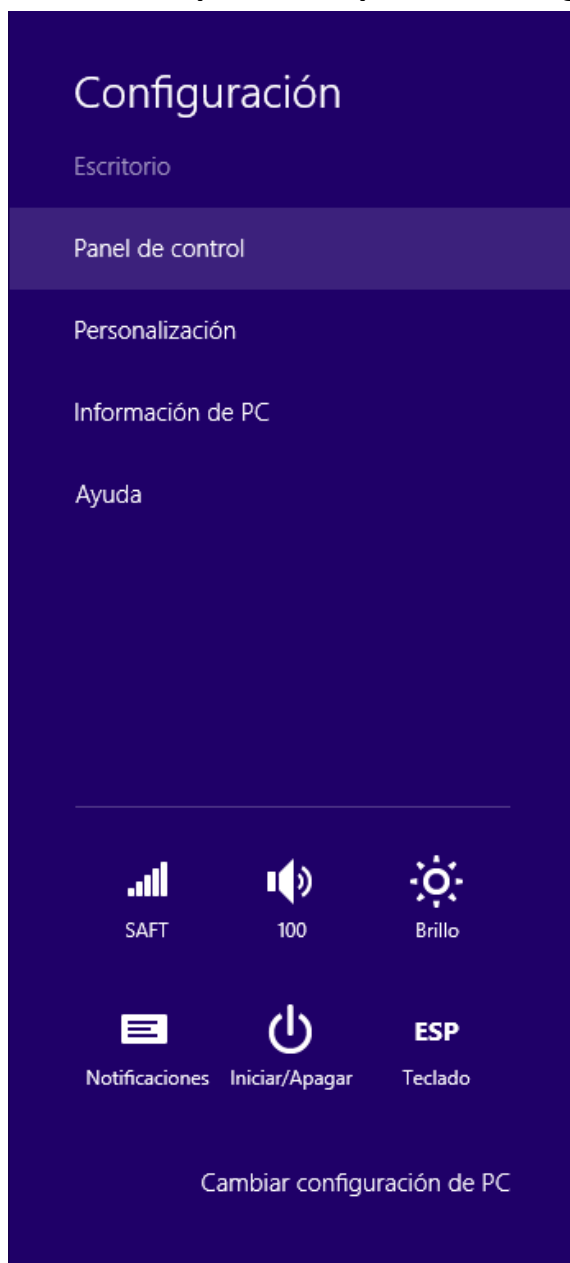 Configuración
Escritorio
Panel de control
Personalización
Información de PC
Ayuda
SAFT 100 Brillo
ESP
Notificaciones Iniciar/Apagar Teclado
Cambiar configuración de PC